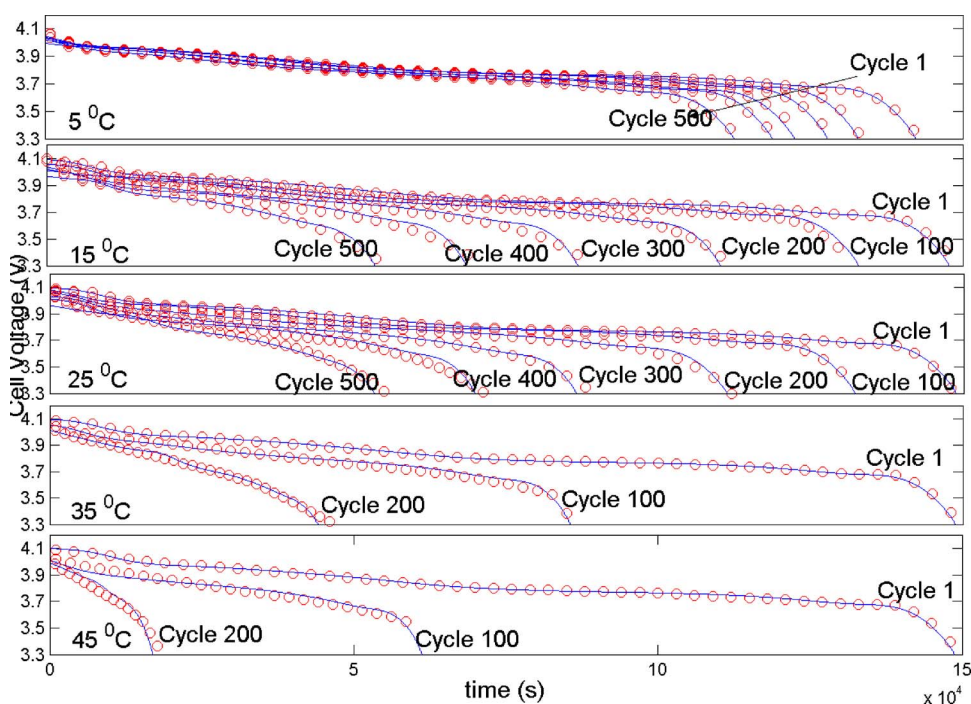 4.1
3.9 Cycle 1
3.7
3.5 Cycle 500
3.3 5 ⁰C
4.1
3.9 Cycle 1
3.7
3.5 Cycle 500 Cycle 400 Cycle 300 Cycle 200 Cycle 100
3.3 15 ⁰C
Cell Voltage (V)
4.1
3.9
3.7 Cycle 1
3.5 Cycle 500 Cycle 400 Cycle 300 Cycle 200 Cycle 100
3.3 25 ⁰C
4.1
3.9
3.7 Cycle 1
3.5 Cycle 200 Cycle 100
3.3 35 ⁰C
4.1
3.9
3.7 Cycle 1
3.5 Cycle 200 Cycle 100
3.3 45 ⁰C
0 5 10 15
time (s)
x 10⁴